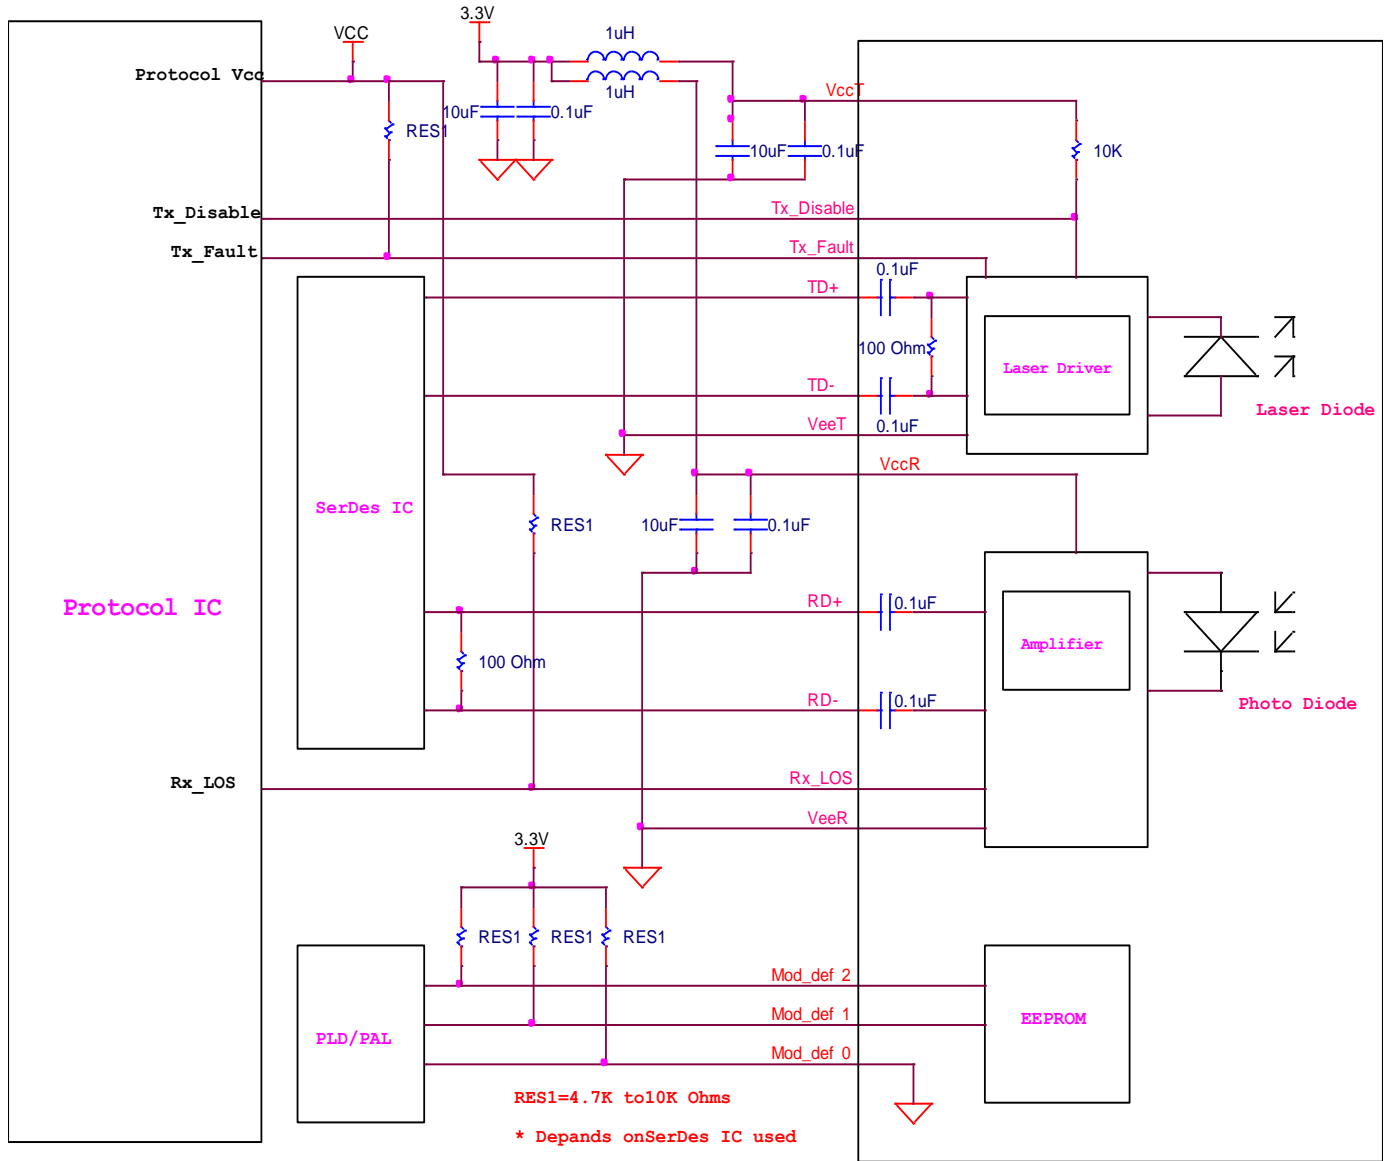 3.3V
VCC
1uH
Protocol Vcc
1uH
VccT
10uF
0.1uF
RES1
10uF
0.1uF
10K
Tx_Disable
Tx_Disable
Tx_Fault
Tx_Fault
0.1uF
TD+
100 Ohm
Laser Driver
TD-
Laser Diode
VeeT
0.1uF
VccR
SerDes IC
RES1
10uF
0.1uF
Protocol IC
RD+
0.1uF
Amplifier
100 Ohm
RD-
0.1uF
Photo Diode
Rx_LOS
Rx_LOS
VeeR
3.3V
RES1
RES1
RES1
Mod_def 2
Mod_def 1
EEPROM
PLD/PAL
Mod_def 0
RES1=4.7K to10K Ohms
* Depands onSerDes IC used